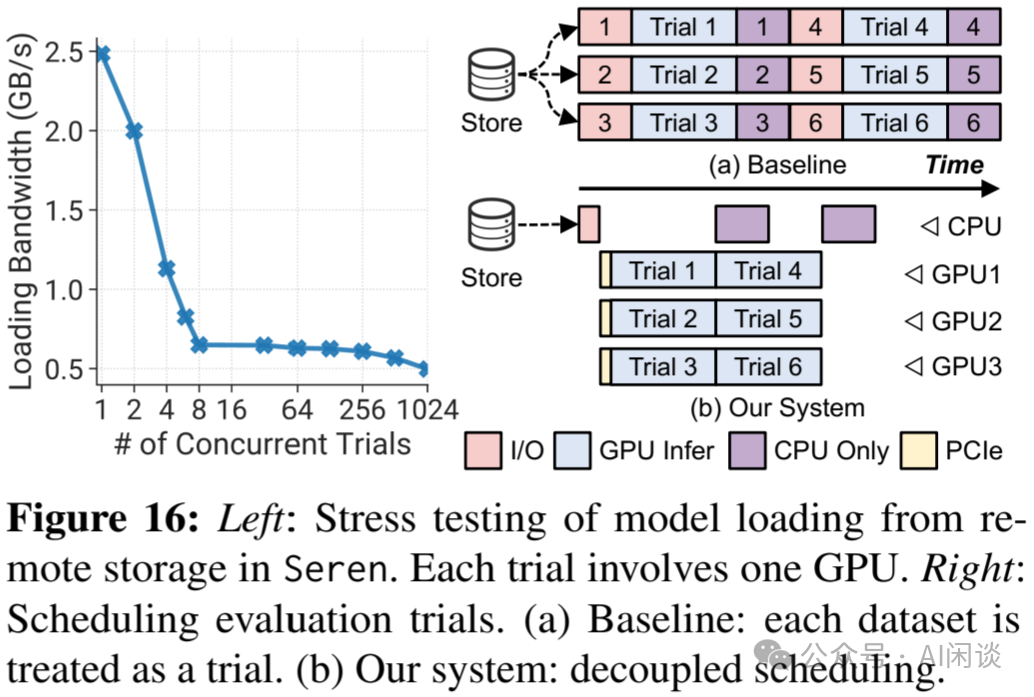 Loading Bandwidth (GB/s)
2.5
2.0
1.5
1.0
0.5
1 2 4 8 16 64 256 1024
# of Concurrent Trials
Store
1 Trial 1 1 4 Trial 4 4
2 Trial 2 2 5 Trial 5 5
3 Trial 3 3 6 Trial 6 6
(a) Baseline Time
Store
CPU
Trial 1 Trial 4 GPU1
Trial 2 Trial 5 GPU2
Trial 3 Trial 6 GPU3
(b) Our System
I/O GPU Infer CPU Only PCIe
Figure 16: Left: Stress testing of model loading from re-
mote storage in Seren. Each trial involves one GPU. Right:
Scheduling evaluation trials. (a) Baseline: each dataset is
treated as a trial. (b) Our system: decoupled scheduling.
公众号 · AI闲谈